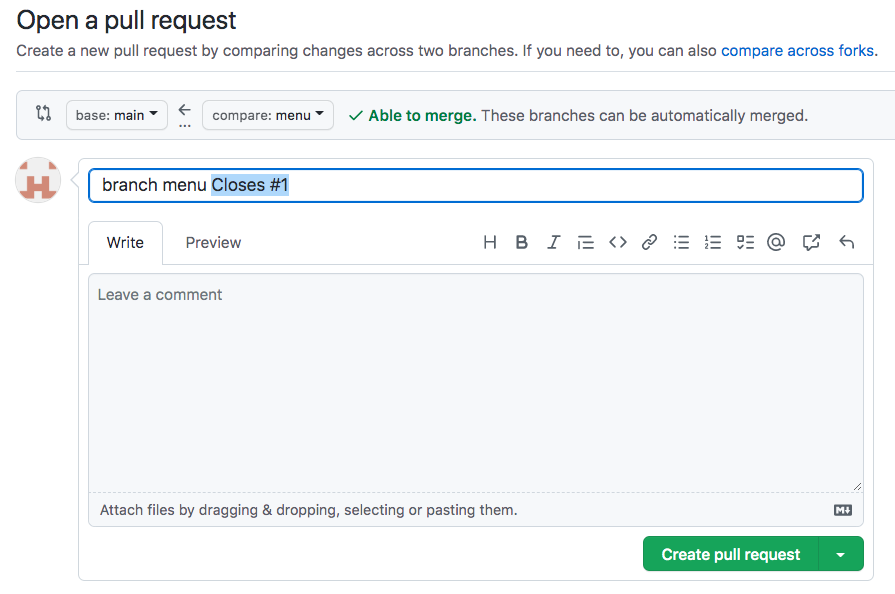 Open a pull request
Create a new pull request by comparing changes across two branches. If you need to, you can also compare across forks.
base: main ... compare: menu Able to merge. These branches can be automatically merged.
branch menu Closes #1
Write Preview H B I @
Leave a comment
Attach files by dragging & dropping, selecting or pasting them. M
Create pull request